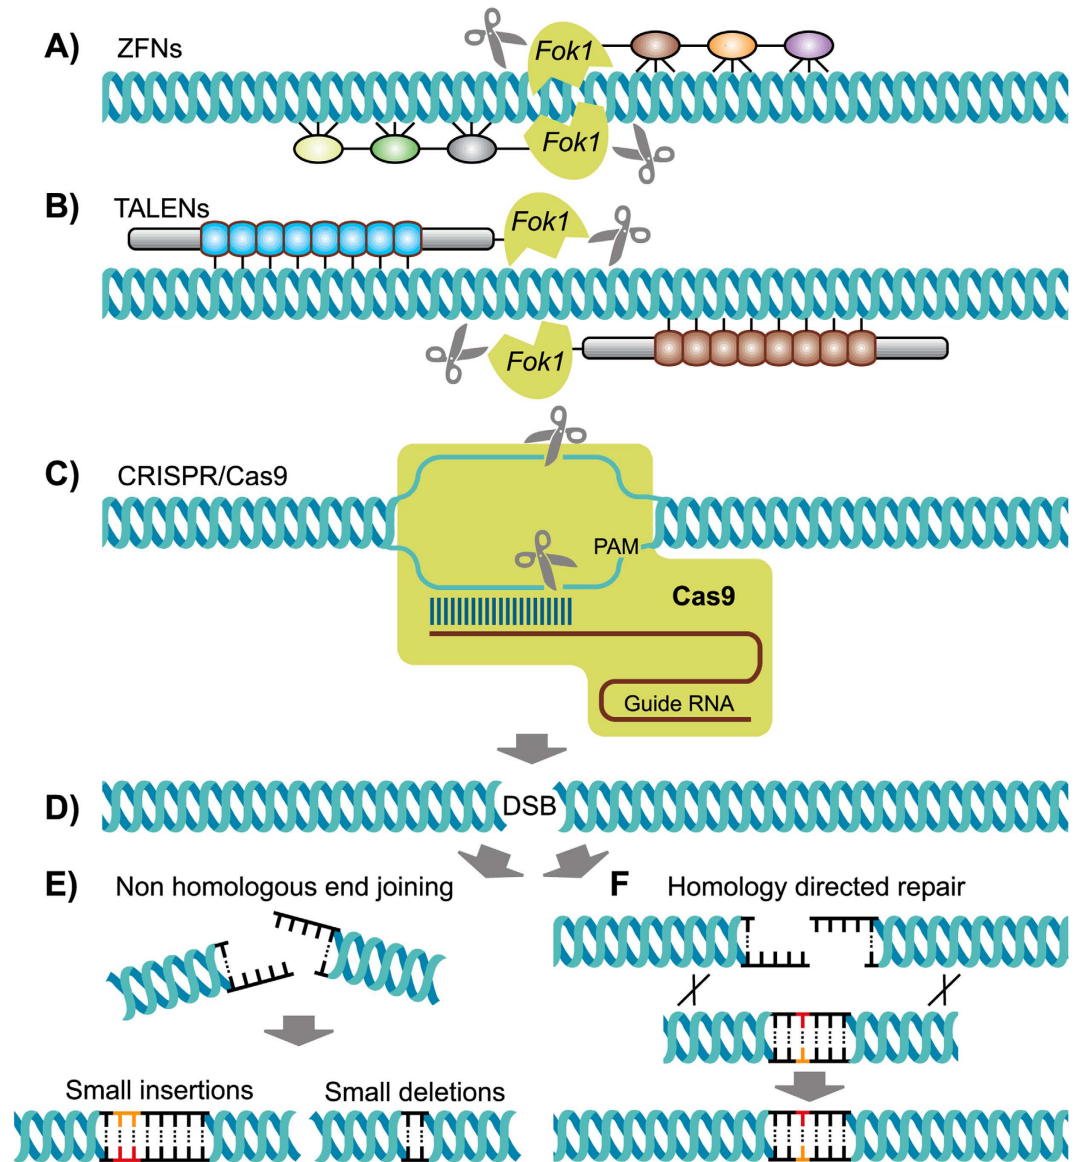 A)
ZFNs
Fok1
Fok1
B)
TALENs
Fok1
Fok1
C)
CRISPR/Cas9
PAM
Cas9
Guide RNA
D)
DSB
E)
Non homologous end joining
F
Homology directed repair
Small insertions
Small deletions